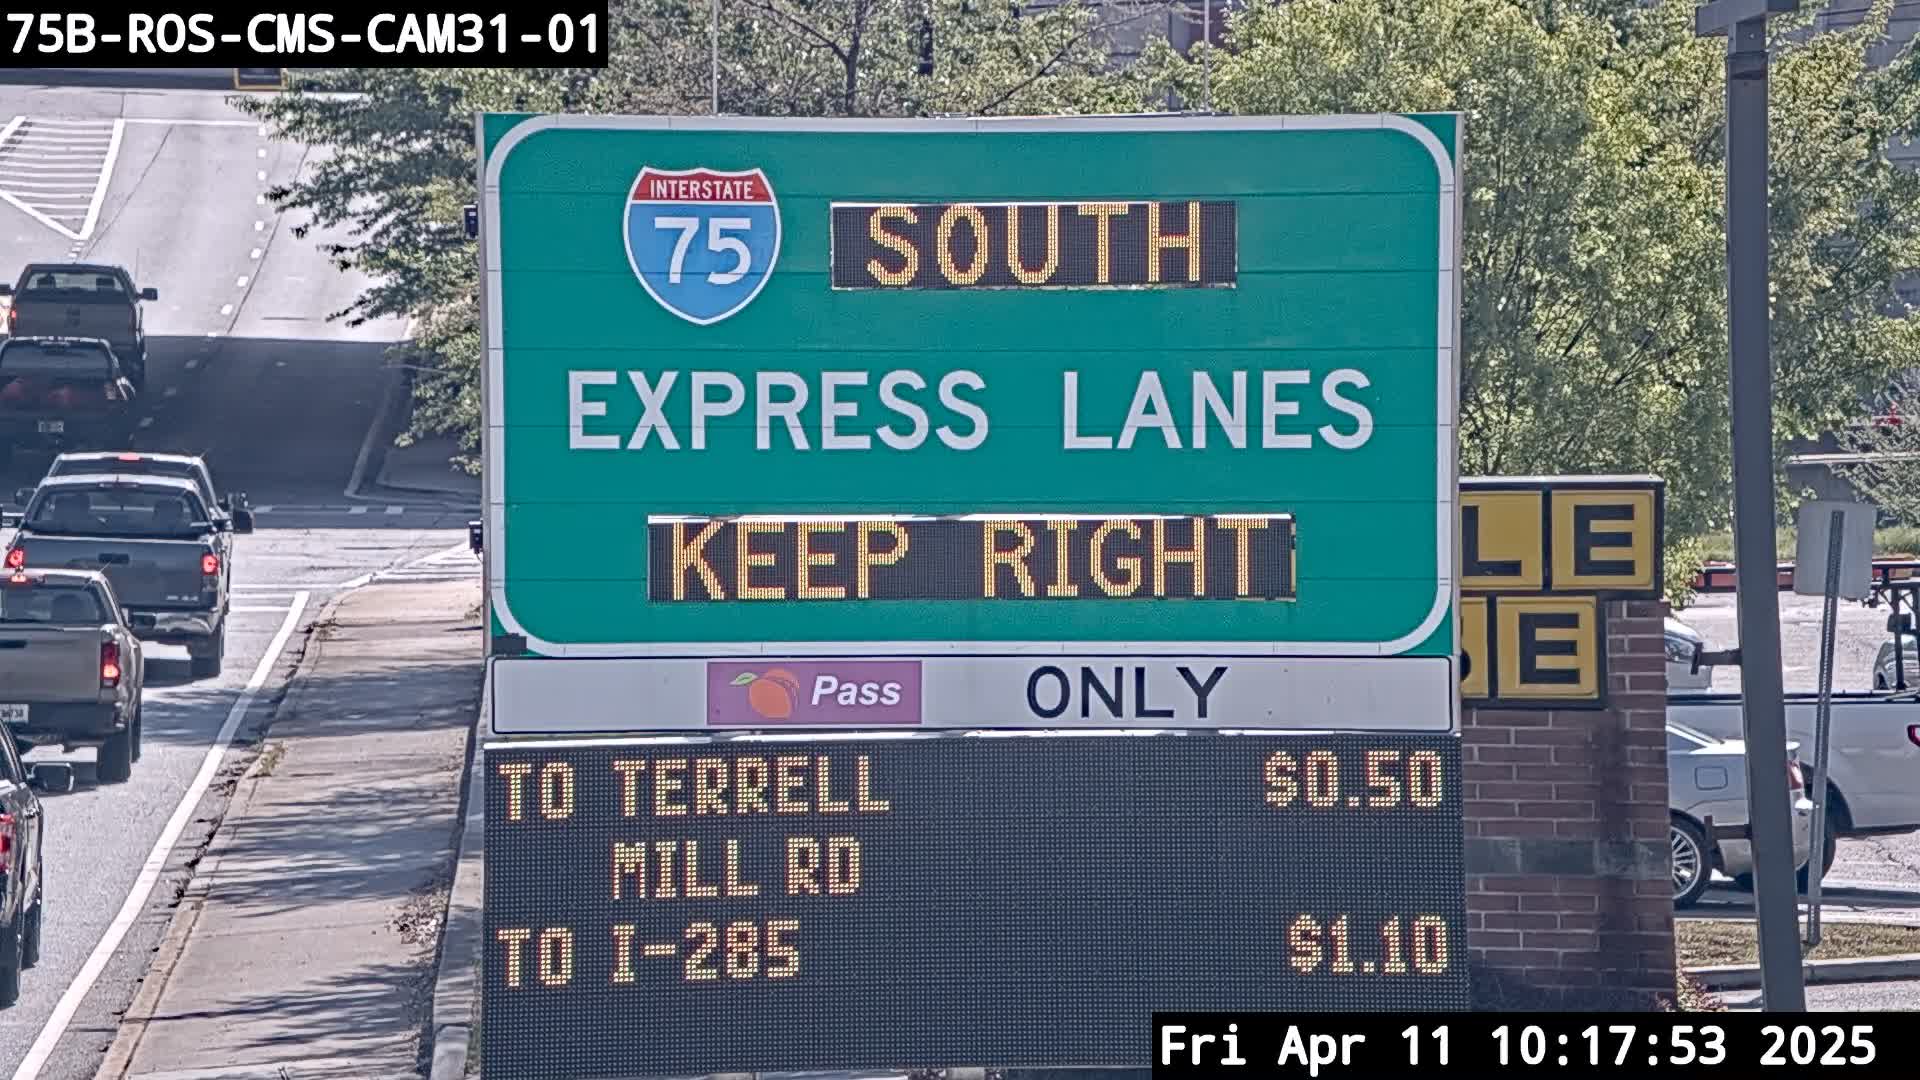 75B-ROS-CMS-CAM31-01
INTERSTATE
75
SOUTH
EXPRESS LANES
KEEP RIGHT
Pass ONLY
TO TERRELL $0.50
MILL RD
TO I-285 $1.10
LE
E
Fri Apr 11 10:17:53 2025